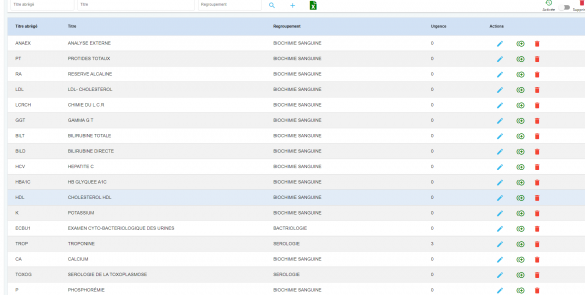 Titre abrégé Titre Regroupement Activée Suppri
Titre abrégé Titre Regroupement Urgence Actions
ANAEX ANALYSE EXTERNE BIOCHIMIE SANGUINE 0
PT PROTIDES TOTAUX BIOCHIMIE SANGUINE 0
RA RESERVE ALCALINE BIOCHIMIE SANGUINE 0
LDL LDL- CHOLESTEROL BIOCHIMIE SANGUINE 0
LCRCH CHIMIE DU L C R BIOCHIMIE SANGUINE 0
GGT GAMMA G T BIOCHIMIE SANGUINE 0
BILT BILIRUBINE TOTALE BIOCHIMIE SANGUINE 0
BILD BILIRUBINE DIRECTE BIOCHIMIE SANGUINE 0
HCV HEPATITE C BIOCHIMIE SANGUINE 0
HBA1C HB GLYQUEE A1C BIOCHIMIE SANGUINE 0
HDL CHOLESTEROL HDL BIOCHIMIE SANGUINE 0
K POTASSIUM BIOCHIMIE SANGUINE 0
ECBU1 EXAMEN CYTO-BACTERIOLOGIQUE DES URINES BACTRIOLOGIE 0
TROP TROPONINE SEROLOGIE 3
CA CALCIUM BIOCHIMIE SANGUINE 0
TOXOG SEROLOGIE DE LA TOXOPLASMOSE SEROLOGIE 0
P PHOSPHORÉMIE BIOCHIMIE SANGUINE 0